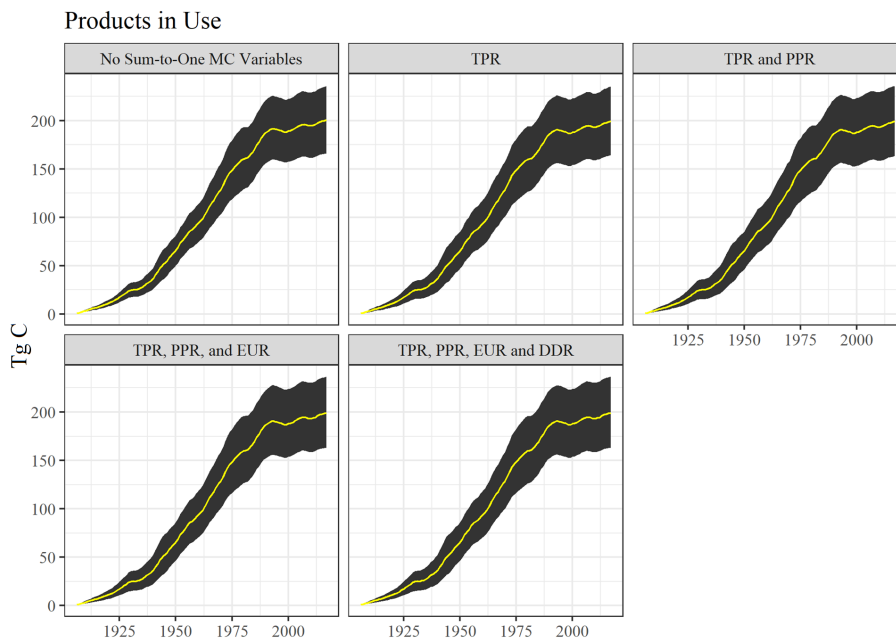 Products in Use
No Sum-to-One MC Variables
TPR
TPR and PPR
200
150
100
50
0
1925 1950 1975 2000
Tg C
TPR, PPR, and EUR
TPR, PPR, EUR and DDR
200
150
100
50
0
1925 1950 1975 2000
1925 1950 1975 2000